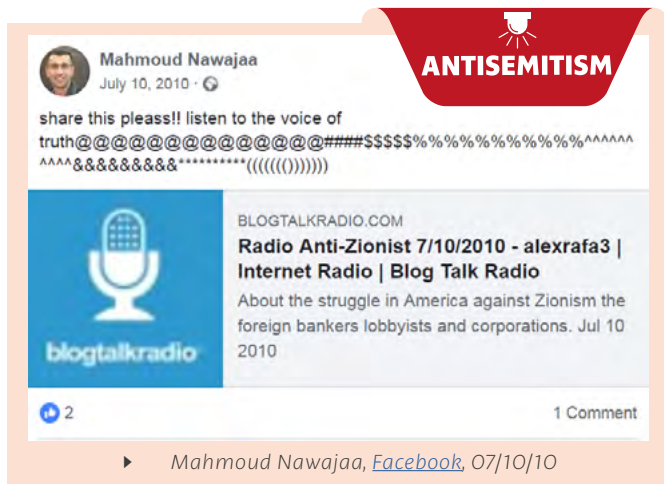 ANTISEMITISM
Mahmoud Nawajaa
July 10, 2010 ·
share this pleass!! listen to the voice of
truth@@@@@@@@@@@@@@####$$$$$%%%%%%%%%%%^^^^^^
^^^^&&&&&&&&&**********((((((()))))))
BLOGTALKRADIO.COM
Radio Anti-Zionist 7/10/2010 - alexrafa3 |
Internet Radio | Blog Talk Radio
About the struggle in America against Zionism the
foreign bankers lobbyists and corporations. Jul 10
2010
blogtalkradio
2
1 Comment
Mahmoud Nawajaa, Facebook, 07/10/10